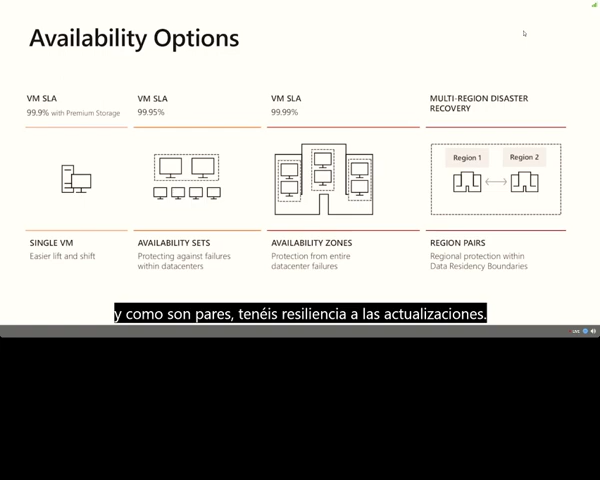 Availability Options
VM SLA
99.9% with Premium Storage
VM SLA
99.95%
VM SLA
99.99%
MULTI-REGION DISASTER
RECOVERY
Region 1
Region 2
SINGLE VM
Easier lift and shift
AVAILABILITY SETS
Protecting against failures
within datacenters
AVAILABILITY ZONES
Protection from entire
datacenter failures
REGION PAIRS
Regional protection within
Data Residency Boundaries
y como son pares, tenéis resiliencia a las actualizaciones.
LIVE